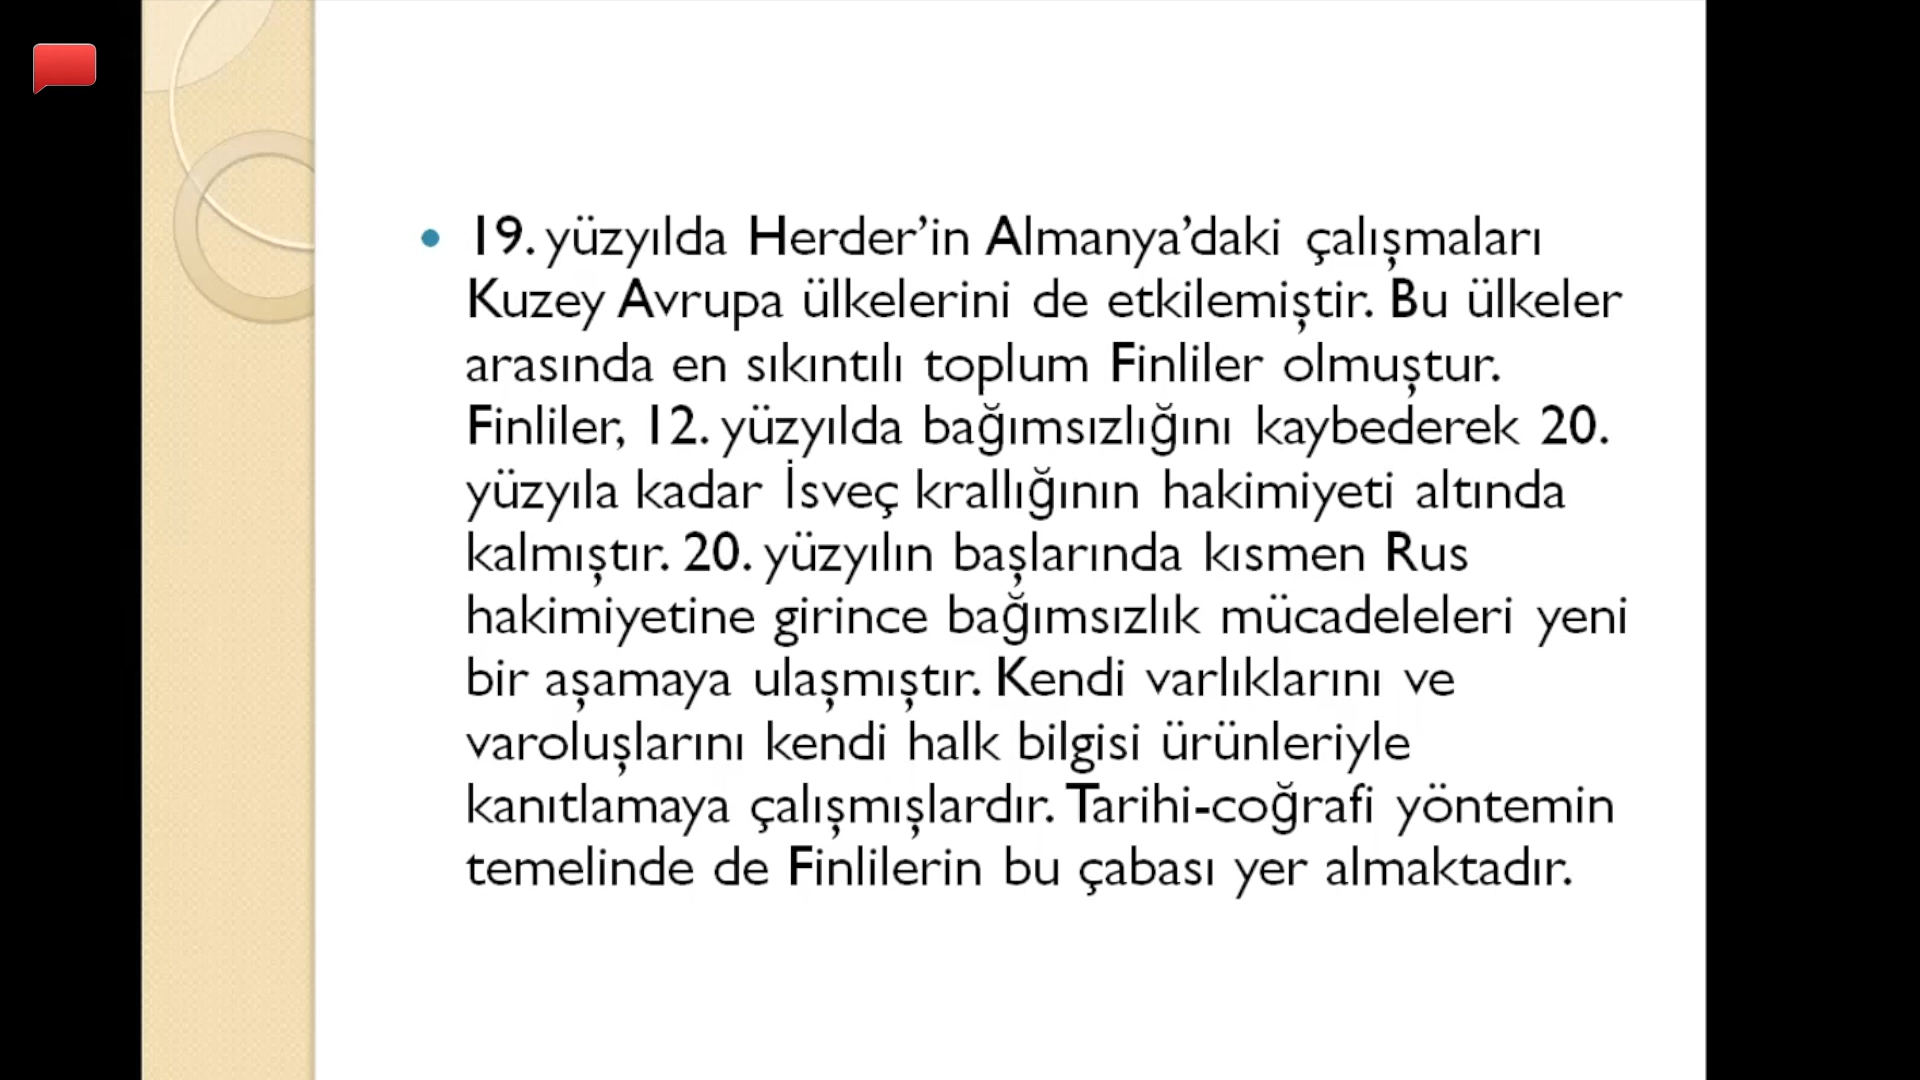 • 19. yüzyılda Herder’in Almanya’daki çalışmaları
Kuzey Avrupa ülkelerini de etkilemiştir. Bu ülkeler
arasında en sıkıntılı toplum Finliler olmuştur.
Finliler, 12. yüzyılda bağımsızlığını kaybederek 20.
yüzyıla kadar İsveç krallığının hakimiyeti altında
kalmıştır. 20. yüzyılın başlarında kısmen Rus
hakimiyetine girince bağımsızlık mücadeleleri yeni
bir aşamaya ulaşmıştır. Kendi varlıklarını ve
varoluşlarını kendi halk bilgisi ürünleriyle
kanıtlamaya çalışmışlardır. Tarihi-coğrafi yöntemin
temelinde de Finlilerin bu çabası yer almaktadır.